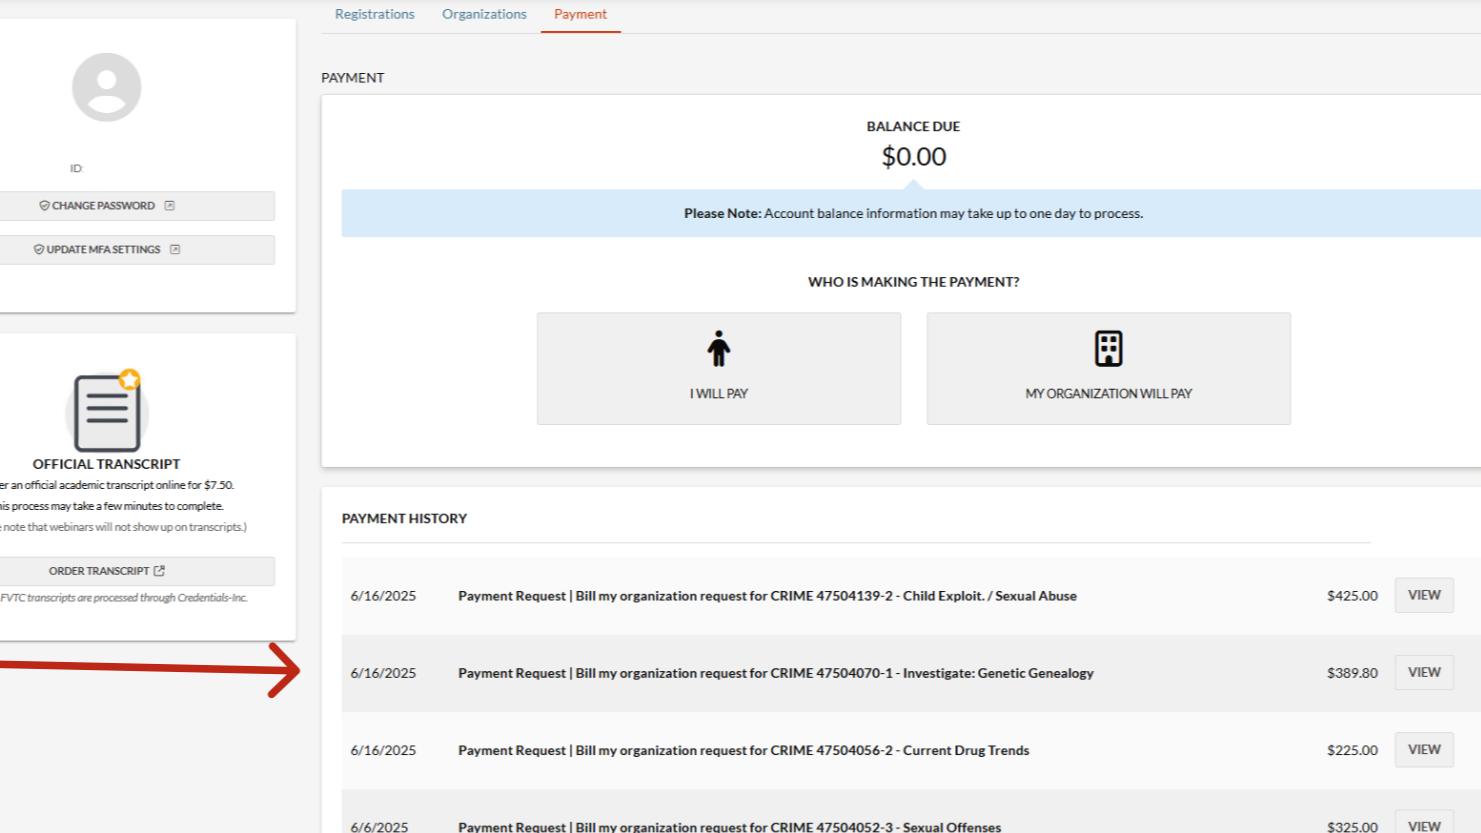 Registrations Organizations Payment
ID:
CHANGE PASSWORD
UPDATE MFA SETTINGS
OFFICIAL TRANSCRIPT
an official academic transcript online for $7.50.
process may take a few minutes to complete.
note that webinars will not show up on transcripts.)
ORDER TRANSCRIPT
FVTC transcripts are processed through Credentials-Inc.
PAYMENT
BALANCE DUE
$0.00
Please Note: Account balance information may take up to one day to process.
WHO IS MAKING THE PAYMENT?
I WILL PAY
MY ORGANIZATION WILL PAY
PAYMENT HISTORY
6/16/2025 Payment Request | Bill my organization request for CRIME 47504139-2 - Child Exploit. / Sexual Abuse $425.00 VIEW
6/16/2025 Payment Request | Bill my organization request for CRIME 47504070-1 - Investigate: Genetic Genealogy $389.80 VIEW
6/16/2025 Payment Request | Bill my organization request for CRIME 47504056-2 - Current Drug Trends $225.00 VIEW
6/6/2025 Payment Request | Bill my organization request for CRIME 47504052-3 - Sexual Offenses $325.00 VIEW